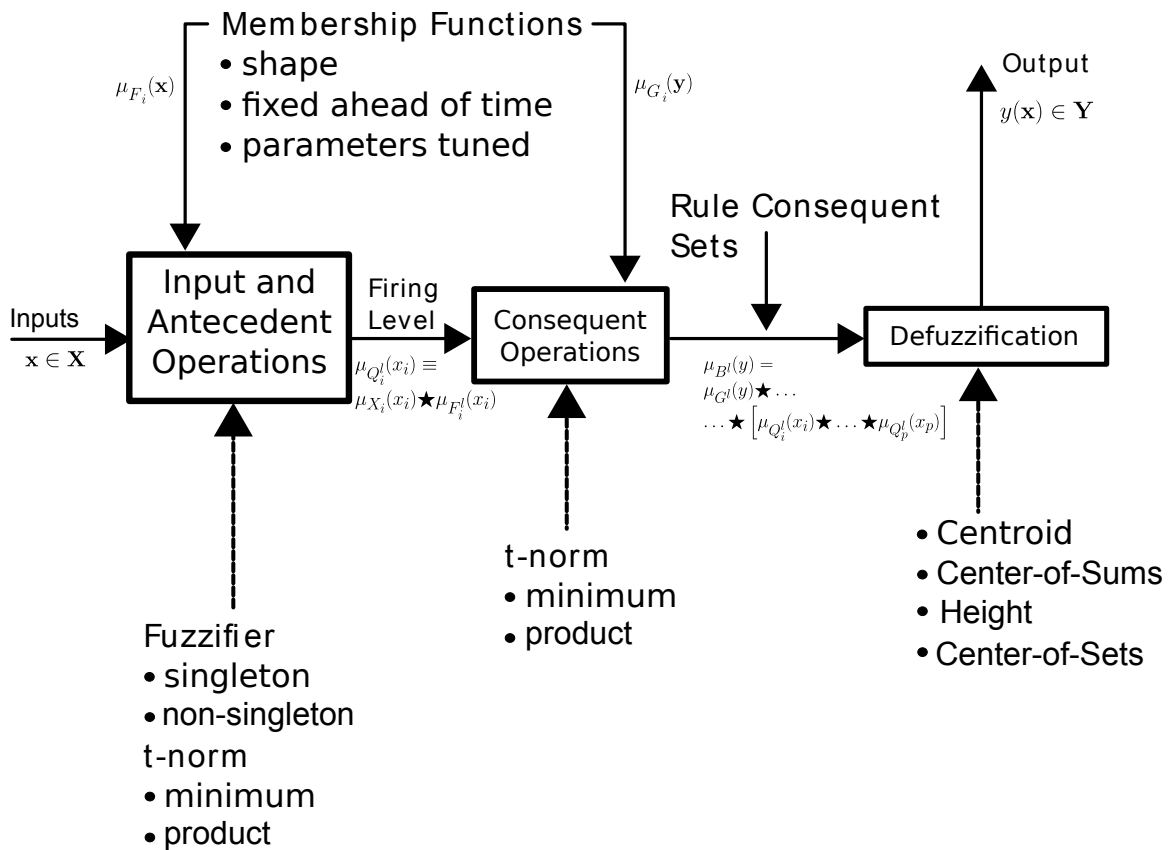 Membership Functions
• shape
• fixed ahead of time
• parameters tuned
μ_{F_i}(𝐱)
μ_{G_i}(𝐲)
Output
y(𝐱) ∈ 𝐘
Rule Consequent
Sets
Inputs
𝐱 ∈ 𝐗
Input and
Antecedent
Operations
Firing
Level
μ_{Q_i^l}(x_i) ≡
μ_{X_i}(x_i)★μ_{F_i^l}(x_i)
Consequent
Operations
μ_{B^l}(y) =
μ_{G^l}(y)★…
…★[μ_{Q_i^l}(x_i)★…★μ_{Q_p^l}(x_p)]
Defuzzification
Fuzzifier
• singleton
• non-singleton
t-norm
• minimum
• product
t-norm
• minimum
• product
• Centroid
• Center-of-Sums
• Height
• Center-of-Sets